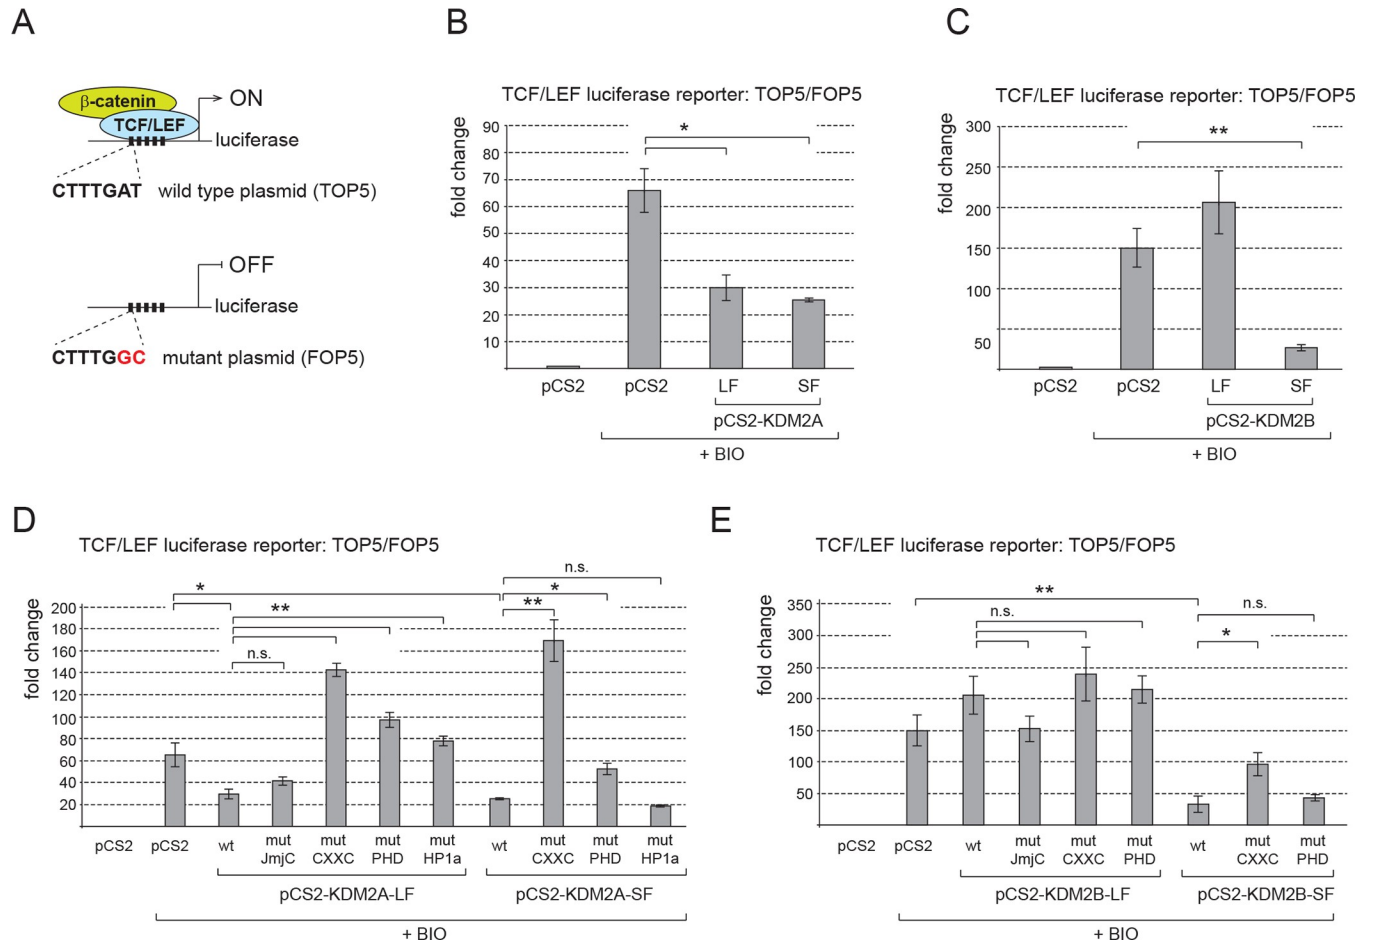 A
β-catenin
TCF/LEF
ON
luciferase
CTTTGAT wild type plasmid (TOP5)
OFF
luciferase
CTTTGGC mutant plasmid (FOP5)
B
TCF/LEF luciferase reporter: TOP5/FOP5
fold change
90
80
70
60
50
40
30
20
10
*
pCS2 pCS2 LF SF
pCS2-KDM2A
+ BIO
C
TCF/LEF luciferase reporter: TOP5/FOP5
fold change
300
250
200
150
100
50
**
pCS2 pCS2 LF SF
pCS2-KDM2B
+ BIO
D
TCF/LEF luciferase reporter: TOP5/FOP5
fold change
200
180
160
140
120
100
80
60
40
20
n.s.
* *
** **
n.s.
pCS2 pCS2 wt mut JmjC mut CXXC mut PHD mut HP1a wt mut CXXC mut PHD mut HP1a
pCS2-KDM2A-LF pCS2-KDM2A-SF
+ BIO
E
TCF/LEF luciferase reporter: TOP5/FOP5
fold change
350
300
250
200
150
100
50
**
n.s. n.s.
*
pCS2 pCS2 wt mut JmjC mut CXXC mut PHD wt mut CXXC mut PHD
pCS2-KDM2B-LF pCS2-KDM2B-SF
+ BIO